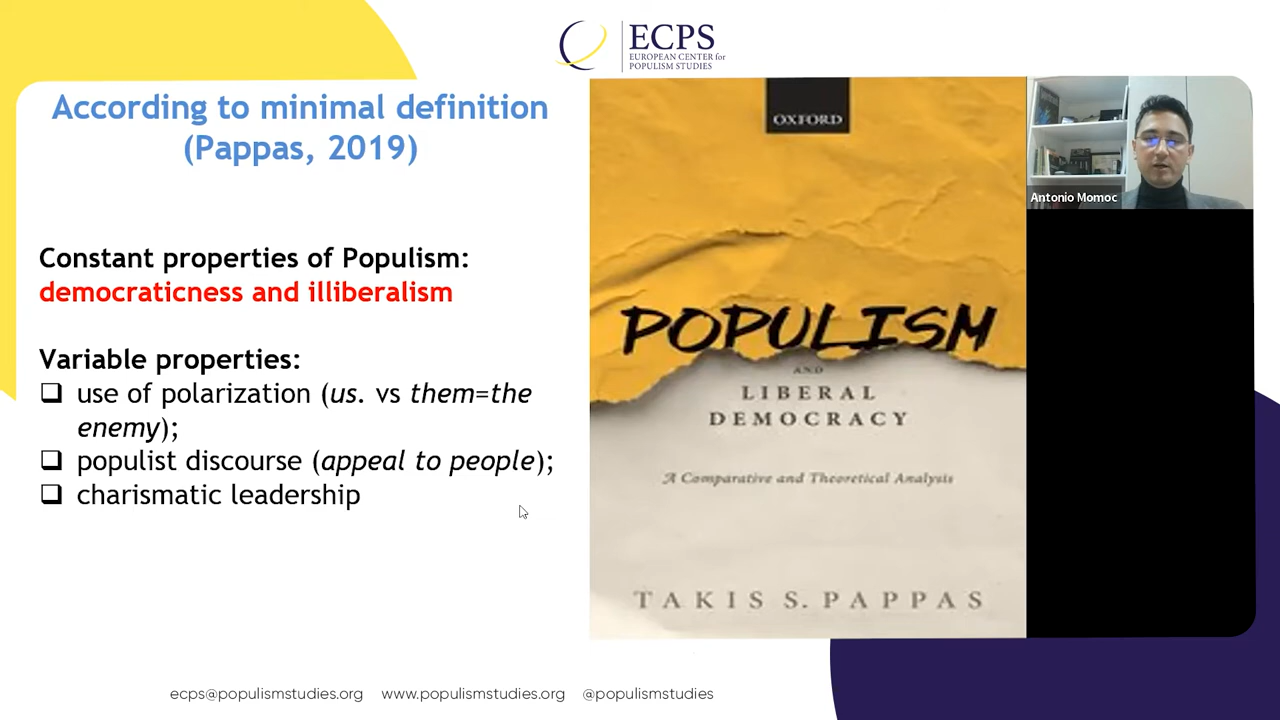 ECPS
EUROPEAN CENTER for
POPULISM STUDIES
According to minimal definition
(Pappas, 2019)
Constant properties of Populism:
democraticness and illiberalism
Variable properties:
❑ use of polarization (us. vs them=the
enemy);
❑ populist discourse (appeal to people);
❑ charismatic leadership
OXFORD
POPULISM
AND
LIBERAL
DEMOCRACY
A Comparative and Theoretical Analysis
TAKIS S. PAPPAS
Antonio Momoc
ecps@populismstudies.org www.populismstudies.org @populismstudies